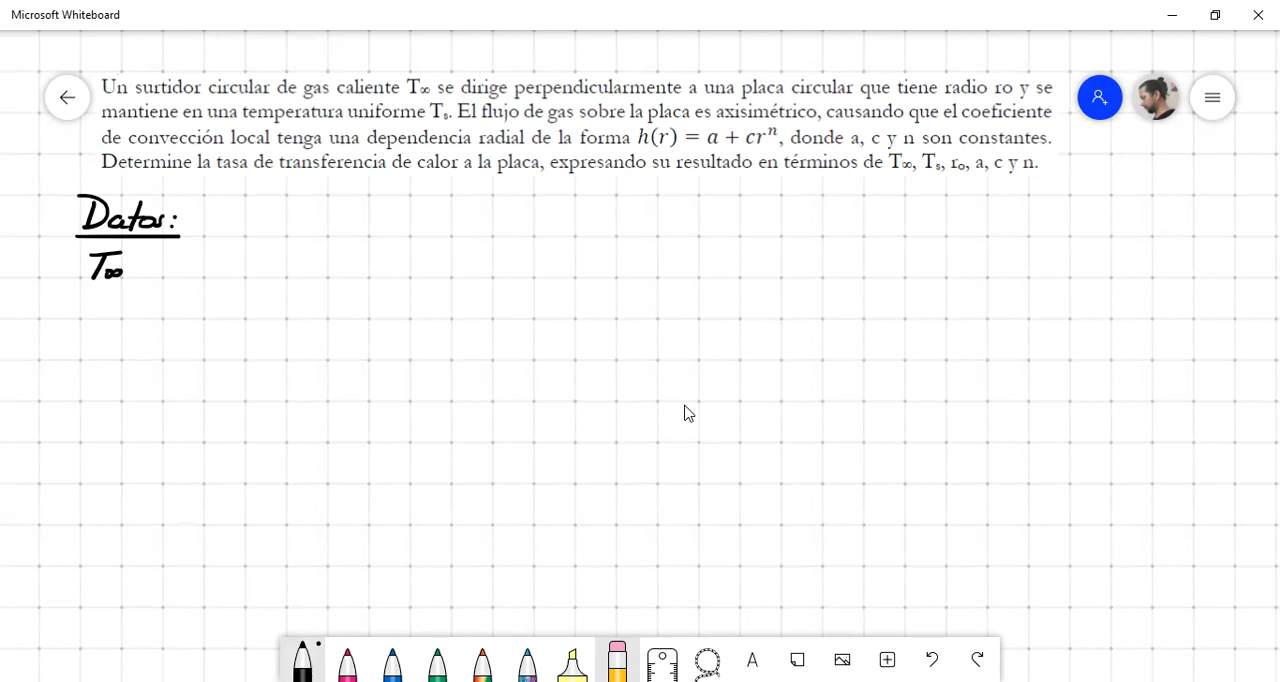 Microsoft Whiteboard
Un surtidor circular de gas caliente T∞ se dirige perpendicularmente a una placa circular que tiene radio ro y se
mantiene en una temperatura uniforme Tₛ. El flujo de gas sobre la placa es axisimétrico, causando que el coeficiente
de convección local tenga una dependencia radial de la forma h(r) = a + crⁿ, donde a, c y n son constantes.
Determine la tasa de transferencia de calor a la placa, expresando su resultado en términos de T∞, Tₛ, rₒ, a, c y n.
Datos:
T∞
A